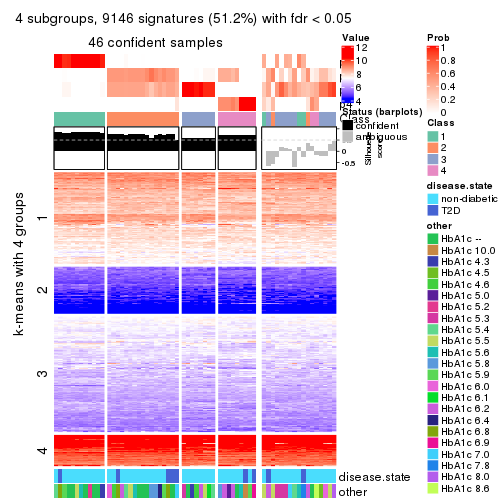 4 subgroups, 9146 signatures (51.2%) with fdr < 0.05
46 confident samples
k-means with 4 groups
1
2
3
4
p4
Class
0
-0.5
Silhouette
score
disease.state
other
Value
12
10
8
6
4
Status (barplots)
confident
ambiguous
Prob
1
0.8
0.6
0.4
0.2
0
Class
1
2
3
4
disease.state
non-diabetic
T2D
other
HbA1c --
HbA1c 10.0
HbA1c 4.3
HbA1c 4.5
HbA1c 4.6
HbA1c 5.0
HbA1c 5.2
HbA1c 5.3
HbA1c 5.4
HbA1c 5.5
HbA1c 5.6
HbA1c 5.8
HbA1c 5.9
HbA1c 6.0
HbA1c 6.1
HbA1c 6.2
HbA1c 6.4
HbA1c 6.8
HbA1c 6.9
HbA1c 7.0
HbA1c 7.8
HbA1c 8.0
HbA1c 8.6